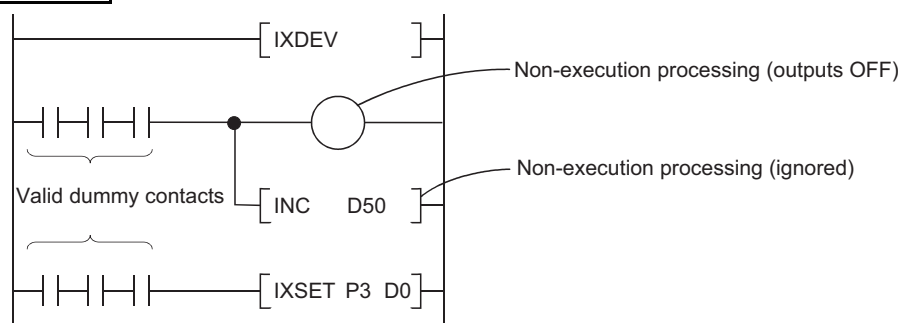 IXDEV
Non-execution processing (outputs OFF)
Non-execution processing (ignored)
Valid dummy contacts
INC D50
IXSET P3 D0